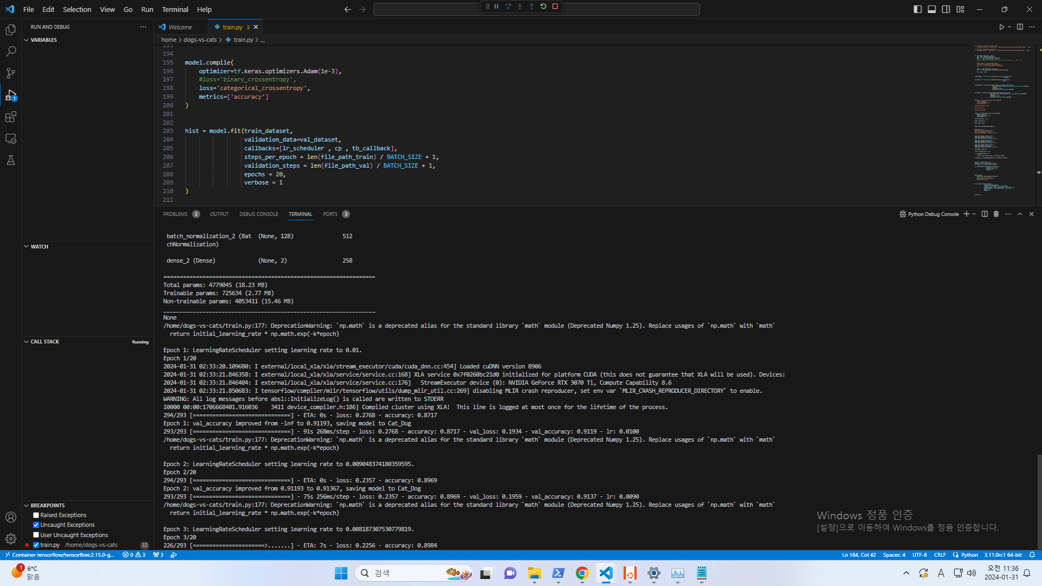 File Edit Selection View Go Run Terminal Help
RUN AND DEBUG
Welcome
train.py 3
home > dogs-vs-cats > train.py > ...
VARIABLES
193
194
195 model.compile(
196 optimizer=tf.keras.optimizers.Adam(1e-3),
197 #loss='binary_crossentropy',
198 loss='categorical_crossentropy',
199 metrics=['accuracy']
200 )
201
202
203 hist = model.fit(train_dataset,
204 validation_data=val_dataset,
205 callbacks=[lr_scheduler , cp , tb_callback],
206 steps_per_epoch = len(file_path_train) / BATCH_SIZE + 1,
207 validation_steps = len(file_path_val) / BATCH_SIZE + 1,
208 epochs = 20,
209 verbose = 1
210 )
211
PROBLEMS 3 OUTPUT DEBUG CONSOLE TERMINAL PORTS 3
Python Debug Console
batch_normalization_2 (Bat (None, 128) 512
chNormalization)
WATCH
dense_2 (Dense) (None, 2) 258
=================================================================
Total params: 4779045 (18.23 MB)
Trainable params: 725634 (2.77 MB)
Non-trainable params: 4053411 (15.46 MB)
_________________________________________________________________
None
/home/dogs-vs-cats/train.py:177: DeprecationWarning: `np.math` is a deprecated alias for the standard library `math` module (Deprecated Numpy 1.25). Replace usages of `np.math` with `math`
return initial_learning_rate * np.math.exp(-k*epoch)
CALL STACK Running
Epoch 1: LearningRateScheduler setting learning rate to 0.01.
Epoch 1/20
2024-01-31 02:33:20.109680: I external/local_xla/xla/stream_executor/cuda/cuda_dnn.cc:454] Loaded cuDNN version 8906
2024-01-31 02:33:21.846358: I external/local_xla/xla/service/service.cc:168] XLA service 0x7f0260bc21d0 initialized for platform CUDA (this does not guarantee that XLA will be used). Devices:
2024-01-31 02:33:21.846404: I external/local_xla/xla/service/service.cc:176] StreamExecutor device (0): NVIDIA GeForce RTX 3070 Ti, Compute Capability 8.6
2024-01-31 02:33:21.850683: I tensorflow/compiler/mlir/tensorflow/utils/dump_mlir_util.cc:269] disabling MLIR crash reproducer, set env var `MLIR_CRASH_REPRODUCER_DIRECTORY` to enable.
WARNING: All log messages before absl::InitializeLog() is called are written to STDERR
I0000 00:00:1706668401.916036 3411 device_compiler.h:186] Compiled cluster using XLA! This line is logged at most once for the lifetime of the process.
294/293 [==============================] - ETA: 0s - loss: 0.2768 - accuracy: 0.8717
Epoch 1: val_accuracy improved from -inf to 0.91193, saving model to Cat_Dog
293/293 [==============================] - 91s 268ms/step - loss: 0.2768 - accuracy: 0.8717 - val_loss: 0.1934 - val_accuracy: 0.9119 - lr: 0.0100
/home/dogs-vs-cats/train.py:177: DeprecationWarning: `np.math` is a deprecated alias for the standard library `math` module (Deprecated Numpy 1.25). Replace usages of `np.math` with `math`
return initial_learning_rate * np.math.exp(-k*epoch)
Epoch 2: LearningRateScheduler setting learning rate to 0.009048374180359595.
Epoch 2/20
294/293 [==============================] - ETA: 0s - loss: 0.2357 - accuracy: 0.8969
Epoch 2: val_accuracy improved from 0.91193 to 0.91367, saving model to Cat_Dog
293/293 [==============================] - 75s 256ms/step - loss: 0.2357 - accuracy: 0.8969 - val_loss: 0.1959 - val_accuracy: 0.9137 - lr: 0.0090
/home/dogs-vs-cats/train.py:177: DeprecationWarning: `np.math` is a deprecated alias for the standard library `math` module (Deprecated Numpy 1.25). Replace usages of `np.math` with `math`
return initial_learning_rate * np.math.exp(-k*epoch)
Epoch 3: LearningRateScheduler setting learning rate to 0.008187307530779819.
Epoch 3/20
226/293 [======================>.......] - ETA: 7s - loss: 0.2256 - accuracy: 0.8984
BREAKPOINTS
Raised Exceptions
Uncaught Exceptions
User Uncaught Exceptions
train.py /home/dogs-vs-cats
Windows 정품 인증
[설정]으로 이동하여 Windows를 정품 인증합니다.
Container tensorflow/tensorflow:2.15.0-g... 0 3 3
Ln 184, Col 42 Spaces: 4 UTF-8 CRLF Python 3.11.0rc1 64-bit
1
6°C
맑음
검색
A
오전 11:36
2024-01-31